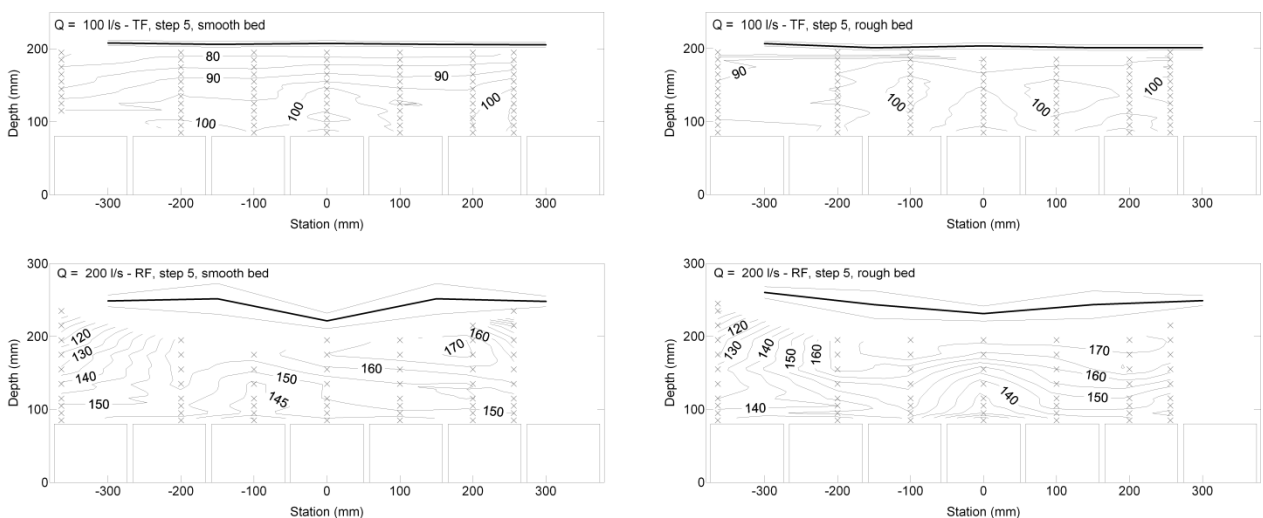 Q = 100 l/s - TF, step 5, smooth bed
200
100
0
Depth (mm)
80
90
90
100
100
100
100
-300 -200 -100 0 100 200 300
Station (mm)
Q = 100 l/s - TF, step 5, rough bed
200
100
0
Depth (mm)
90
100
100
100
100
-300 -200 -100 0 100 200 300
Station (mm)
Q = 200 l/s - RF, step 5, smooth bed
300
200
100
0
Depth (mm)
120
130
140
150
150
145
160
170
160
150
-300 -200 -100 0 100 200 300
Station (mm)
Q = 200 l/s - RF, step 5, rough bed
300
200
100
0
Depth (mm)
120
130
140
150
160
140
140
170
160
150
-300 -200 -100 0 100 200 300
Station (mm)